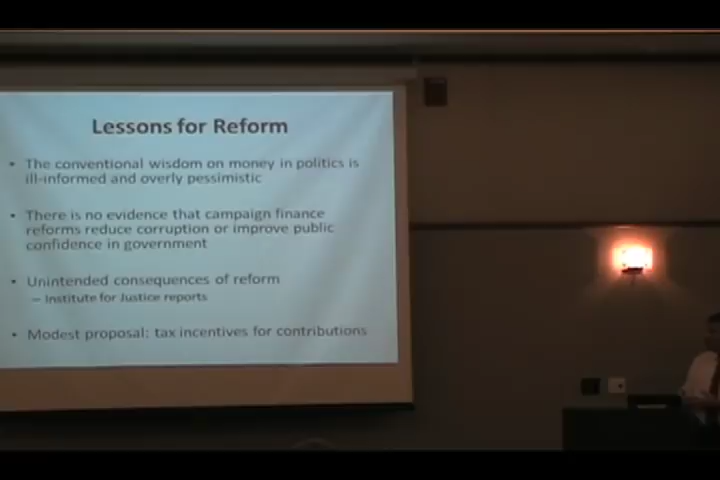 Lessons for Reform
• The conventional wisdom on money in politics is
ill-informed and overly pessimistic
• There is no evidence that campaign finance
reforms reduce corruption or improve public
confidence in government
• Unintended consequences of reform
– Institute for Justice reports
• Modest proposal: tax incentives for contributions